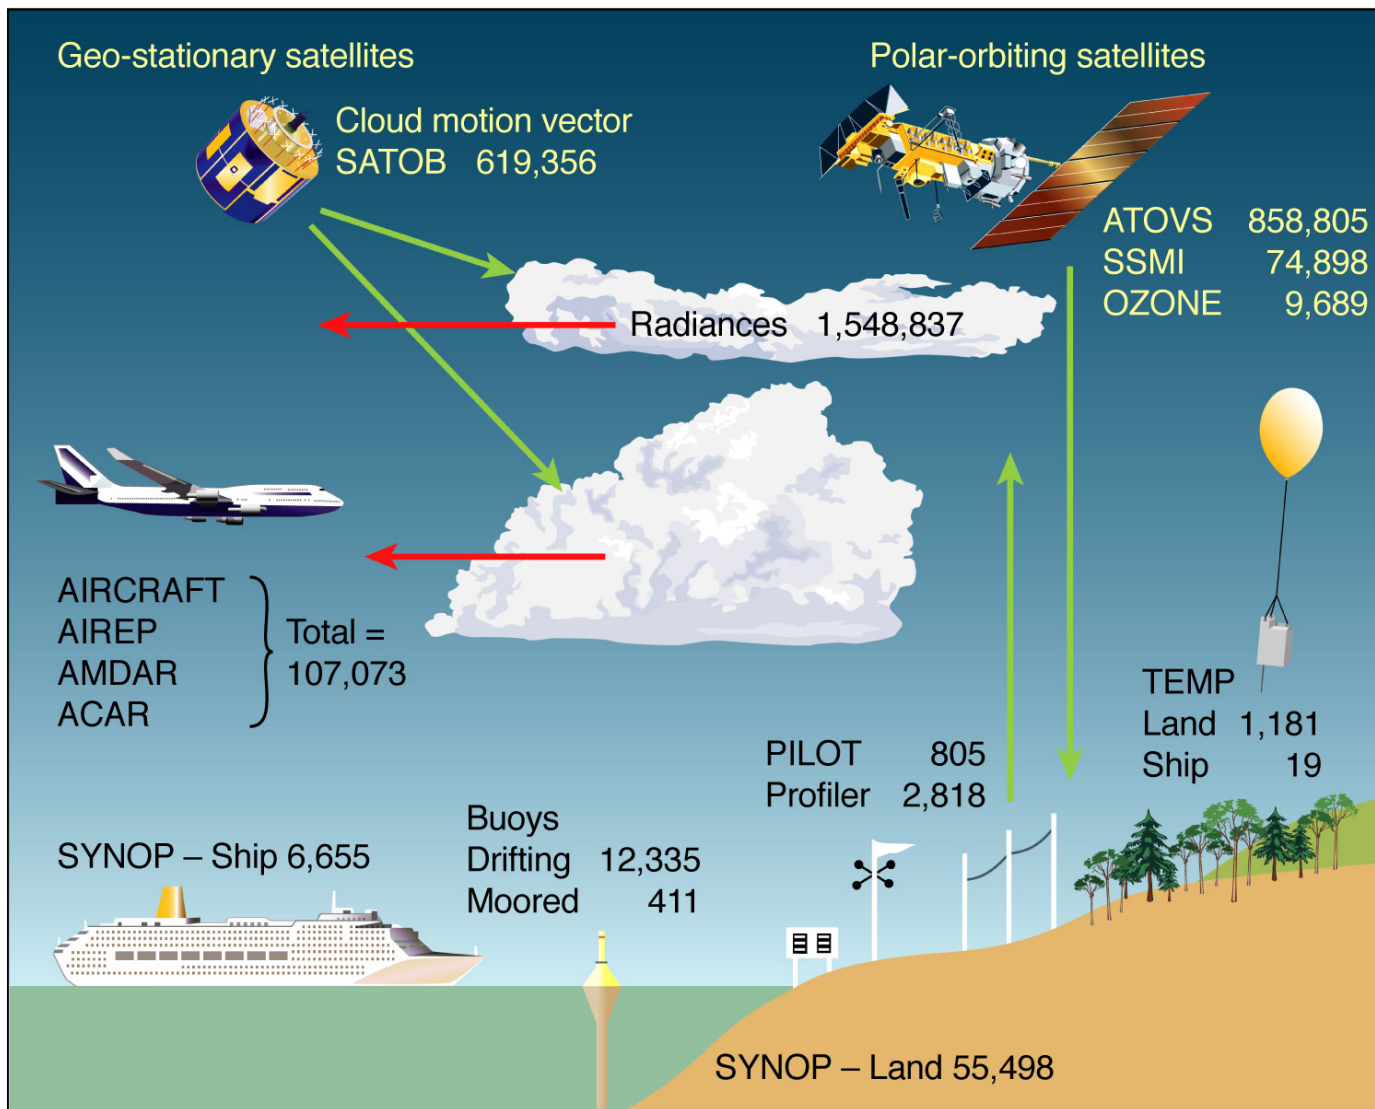 Geo-stationary satellites
Polar-orbiting satellites
Cloud motion vector
SATOB 619,356
ATOVS 858,805
SSMI 74,898
OZONE 9,689
Radiances 1,548,837
AIRCRAFT
AIREP
AMDAR
ACAR
Total =
107,073
TEMP
Land 1,181
Ship 19
PILOT 805
Profiler 2,818
Buoys
Drifting 12,335
Moored 411
SYNOP – Ship 6,655
SYNOP – Land 55,498